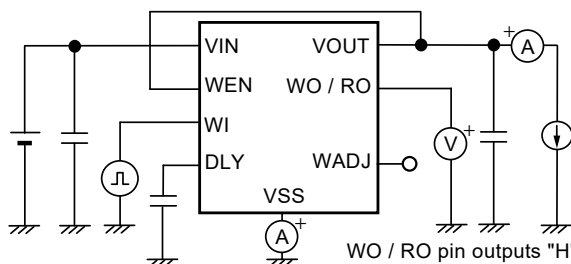 VIN
VOUT
WEN
WO / RO
WI
DLY
WADJ
VSS
A
+
V
+
A
+
WO / RO pin outputs "H"